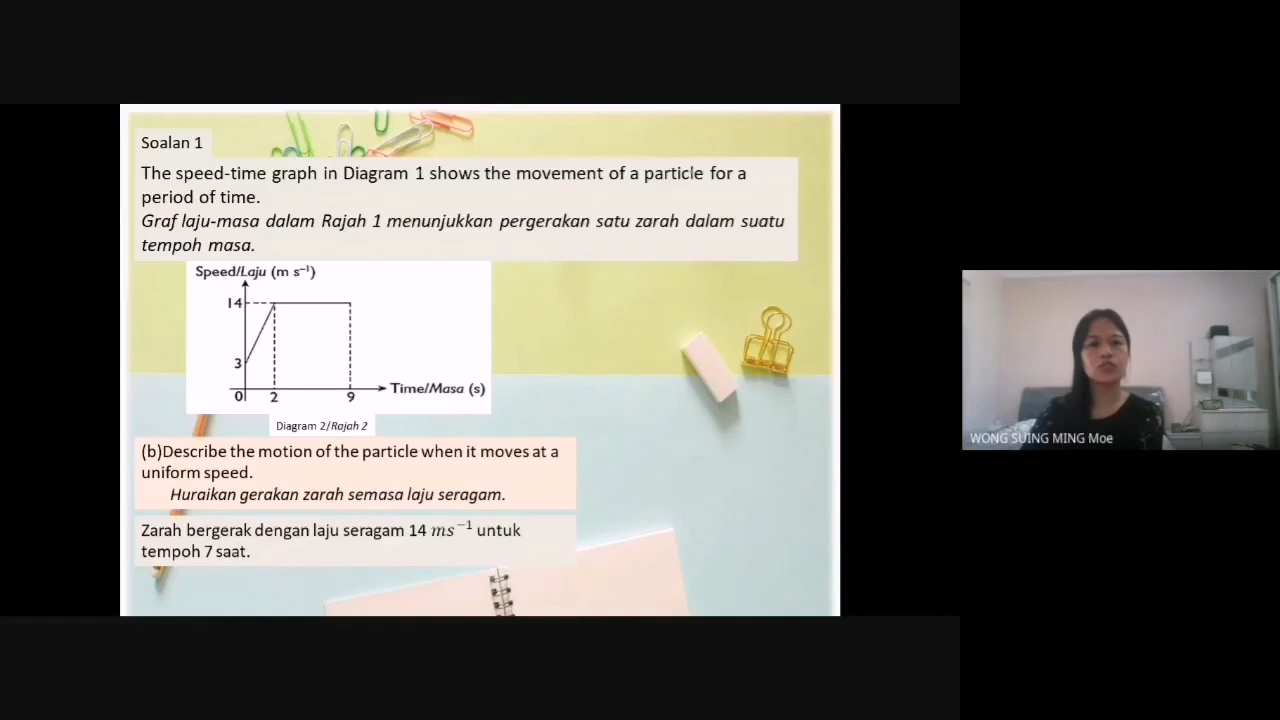 Soalan 1
The speed-time graph in Diagram 1 shows the movement of a particle for a
period of time.
Graf laju-masa dalam Rajah 1 menunjukkan pergerakan satu zarah dalam suatu
tempoh masa.
Speed/Laju (m s⁻¹)
14
3
0 2 9 Time/Masa (s)
Diagram 2/Rajah 2
(b)Describe the motion of the particle when it moves at a
uniform speed.
Huraikan gerakan zarah semasa laju seragam.
Zarah bergerak dengan laju seragam 14 ms⁻¹ untuk
tempoh 7 saat.
WONG SUING MING Moe